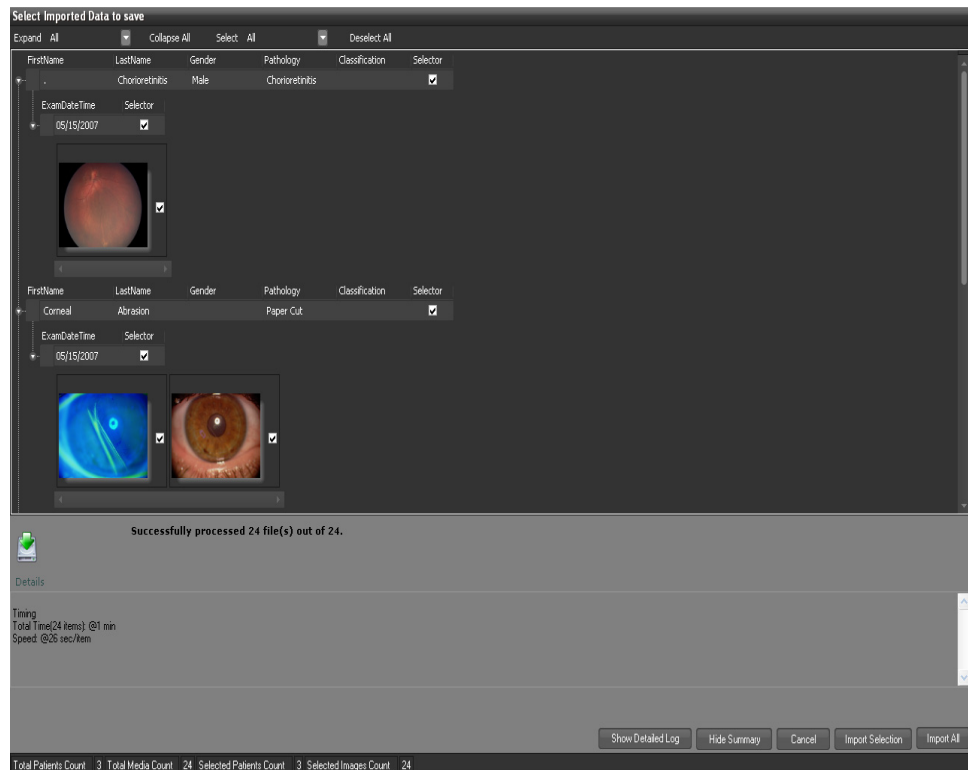 Select Imported Data to save
Expand All Collapse All Select All Deselect All
FirstName LastName Gender Pathology Classification Selector
. Chorioretinitis Male Chorioretinitis
ExamDateTime Selector
05/15/2007
FirstName LastName Gender Pathology Classification Selector
Corneal Abrasion Paper Cut
ExamDateTime Selector
05/15/2007
Successfully processed 24 file(s) out of 24.
Details
Timing
Total Time(24 items): @1 min
Speed: @26 sec/item
Show Detailed Log Hide Summary Cancel Import Selection Import All
Total Patients Count 3 Total Media Count 24 Selected Patients Count 3 Selected Images Count 24